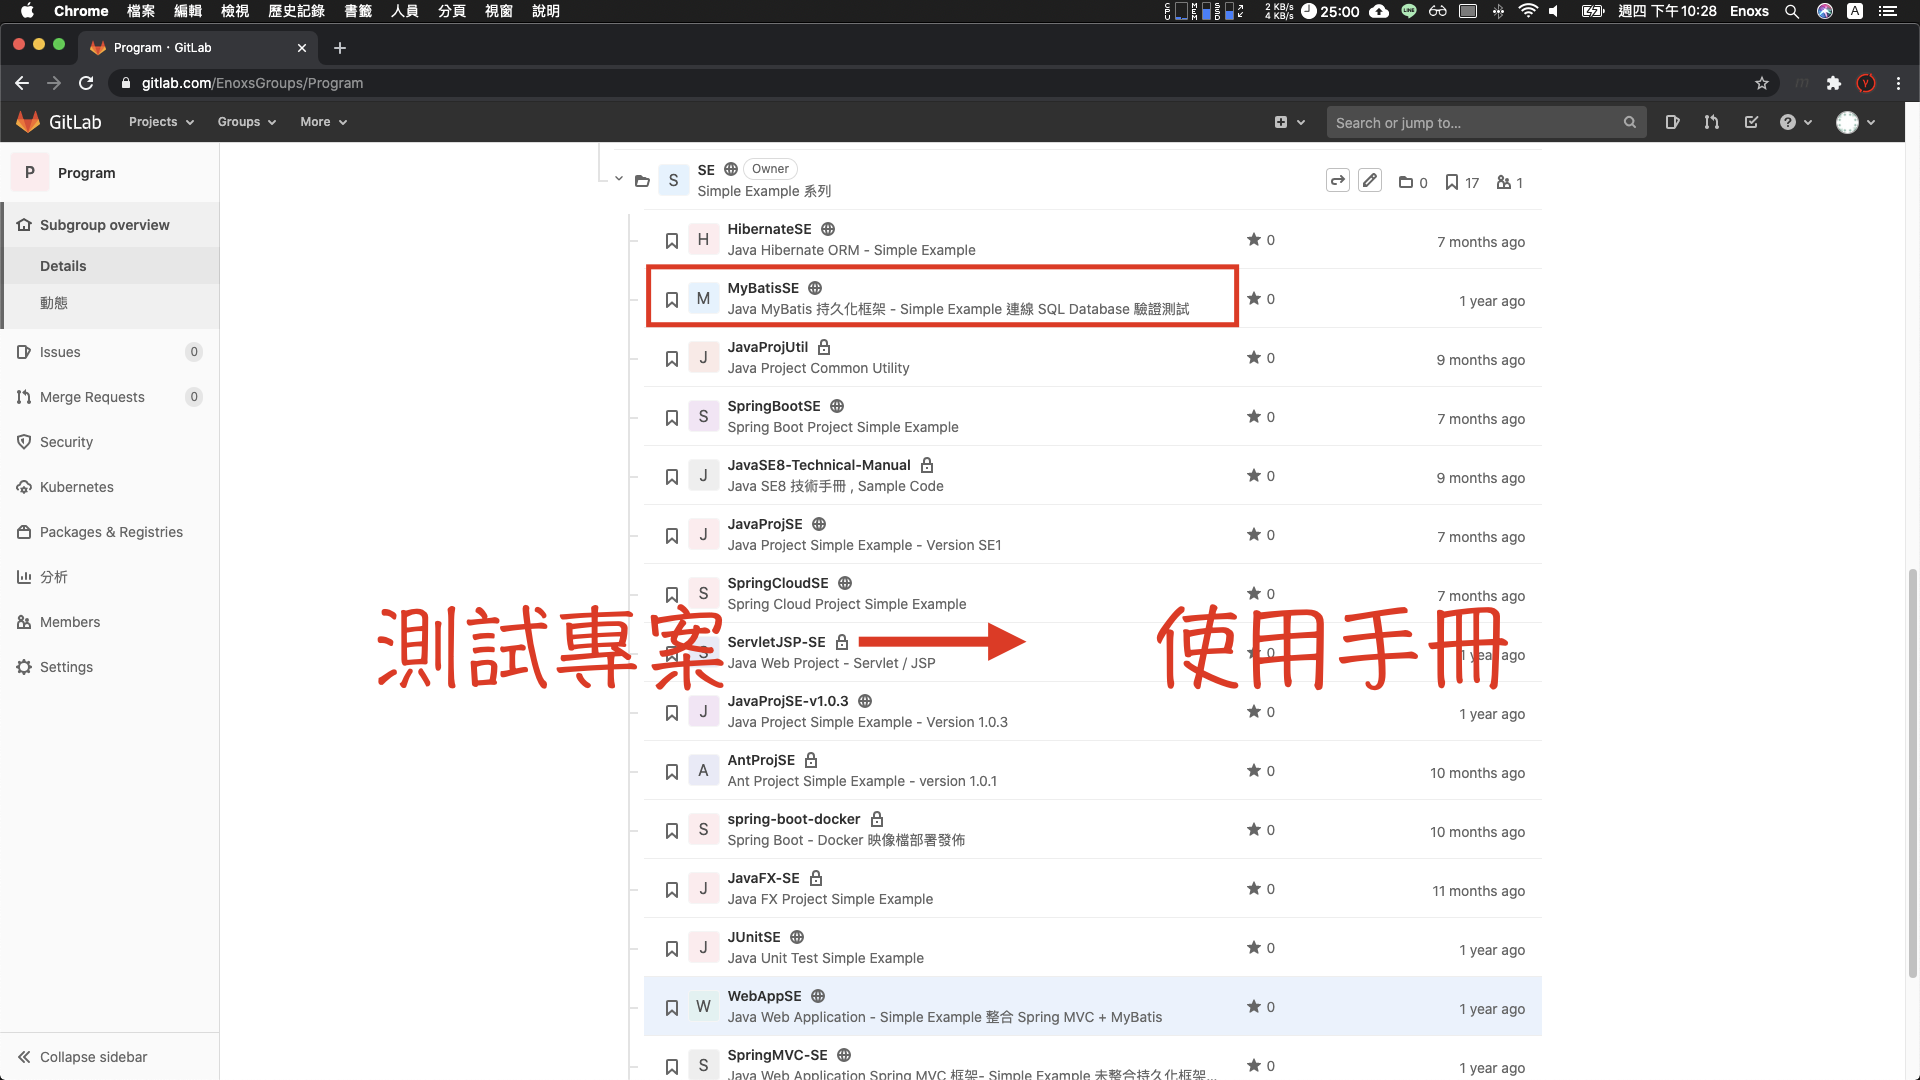 Chrome 檔案 編輯 檢視 歷史記錄 書籤 人員 分頁 視窗 說明
2 KB/s
4 KB/s
25:00
週四 下午10:28 Enoxs
Program · GitLab
gitlab.com/EnoxsGroups/Program
GitLab Projects Groups More
Search or jump to...
P Program
Subgroup overview
Details
動態
Issues 0
Merge Requests 0
Security
Kubernetes
Packages & Registries
分析
Members
Settings
Collapse sidebar
S SE Owner
Simple Example 系列
0 17 1
H HibernateSE
Java Hibernate ORM - Simple Example
0 7 months ago
M MyBatisSE
Java MyBatis 持久化框架 - Simple Example 連線 SQL Database 驗證測試
0 1 year ago
J JavaProjUtil
Java Project Common Utility
0 9 months ago
S SpringBootSE
Spring Boot Project Simple Example
0 7 months ago
J JavaSE8-Technical-Manual
Java SE8 技術手冊 , Sample Code
0 9 months ago
J JavaProjSE
Java Project Simple Example - Version SE1
0 7 months ago
S SpringCloudSE
Spring Cloud Project Simple Example
0 7 months ago
測試專案 使用手冊
S ServletJSP-SE
Java Web Project - Servlet / JSP
0 1 year ago
J JavaProjSE-v1.0.3
Java Project Simple Example - Version 1.0.3
0 1 year ago
A AntProjSE
Ant Project Simple Example - version 1.0.1
0 10 months ago
S spring-boot-docker
Spring Boot - Docker 映像檔部署發佈
0 10 months ago
J JavaFX-SE
Java FX Project Simple Example
0 11 months ago
J JUnitSE
Java Unit Test Simple Example
0 1 year ago
W WebAppSE
Java Web Application - Simple Example 整合 Spring MVC + MyBatis
0 1 year ago
S SpringMVC-SE
Java Web Application Spring MVC 框架- Simple Example 未整合持久化框架...
0 1 year ago